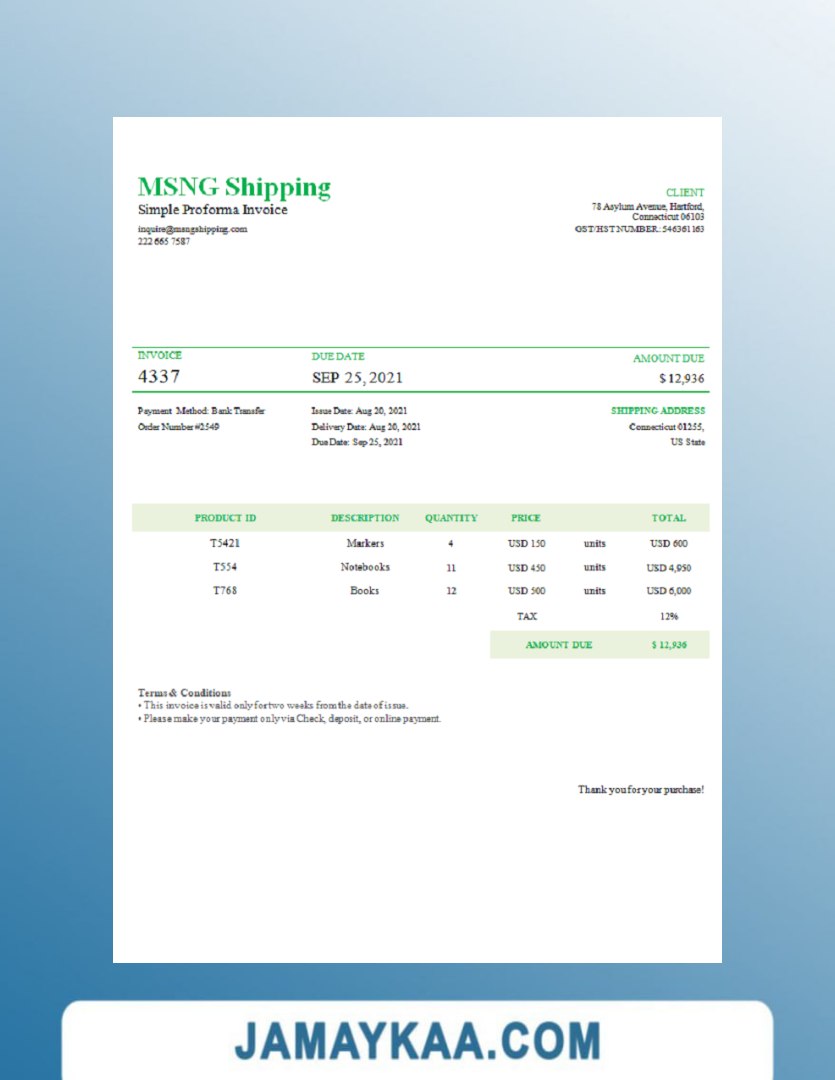 MSNG Shipping
Simple Proforma Invoice
inquire@msngshipping.com
222 665 7587
CLIENT
78 Asylum Avenue, Hartford,
Connecticut 06103
GST/HST NUMBER: 546361163
INVOICE
4337
DUE DATE
SEP 25, 2021
AMOUNT DUE
$ 12,936
Payment Method: Bank Transfer
Order Number #2549
Issue Date: Aug 20, 2021
Delivery Date: Aug 20, 2021
Due Date: Sep 25, 2021
SHIPPING ADDRESS
Connecticut 01255,
US State
PRODUCT ID DESCRIPTION QUANTITY PRICE TOTAL
T5421 Markers 4 USD 150 units USD 600
T554 Notebooks 11 USD 450 units USD 4,950
T768 Books 12 USD 500 units USD 6,000
TAX 12%
AMOUNT DUE $ 12,936
Terms & Conditions
• This invoice is valid only for two weeks from the date of issue.
• Please make your payment only via Check, deposit, or online payment.
Thank you for your purchase!
JAMAYKAA.COM